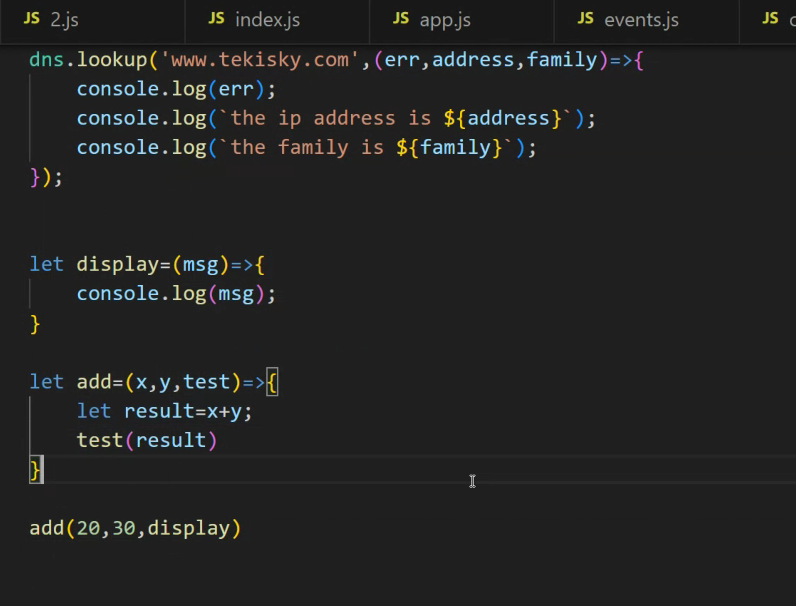 JS 2.js JS index.js JS app.js JS events.js JS
dns.lookup('www.tekisky.com',(err,address,family)=>{
    console.log(err);
    console.log(`the ip address is ${address}`);
    console.log(`the family is ${family}`);
});
let display=(msg)=>{
    console.log(msg);
}
let add=(x,y,test)=>{
    let result=x+y;
    test(result)
}
add(20,30,display)